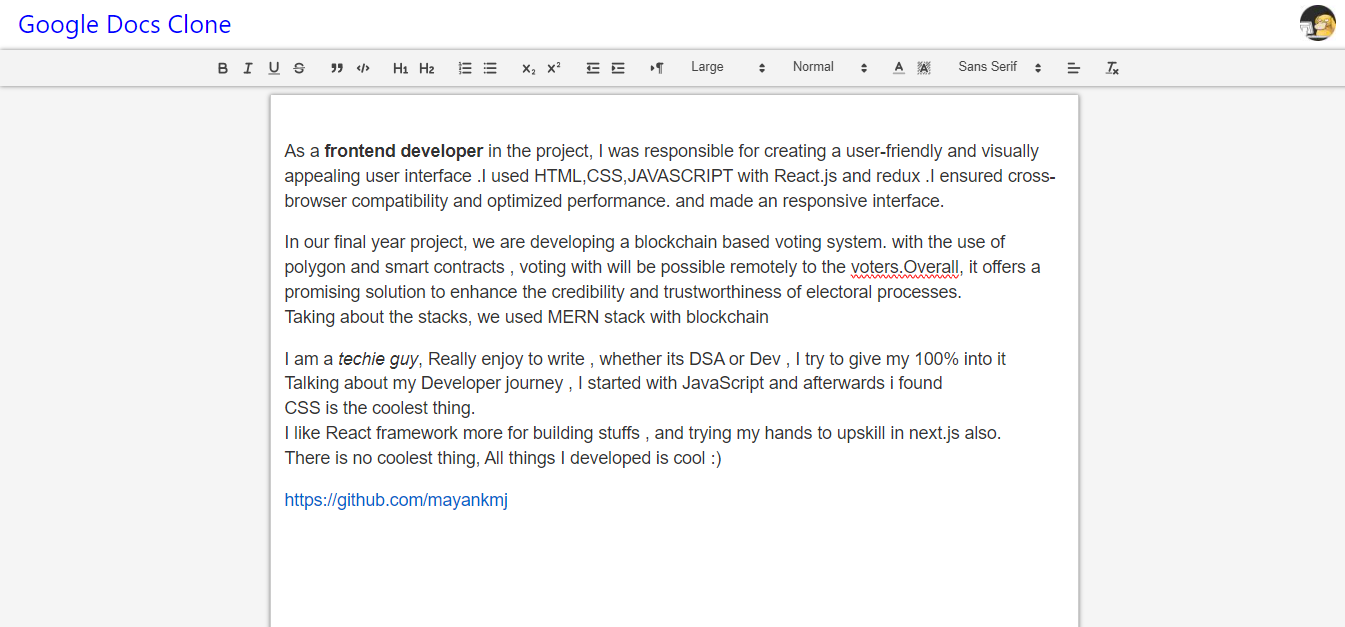 Google Docs Clone
B I U S ” </> H1 H2 X2 X2 ¶ Large Normal A A Sans Serif Tx
As a frontend developer in the project, I was responsible for creating a user-friendly and visually
appealing user interface .I used HTML,CSS,JAVASCRIPT with React.js and redux .I ensured cross-
browser compatibility and optimized performance. and made an responsive interface.
In our final year project, we are developing a blockchain based voting system. with the use of
polygon and smart contracts , voting with will be possible remotely to the voters.Overall, it offers a
promising solution to enhance the credibility and trustworthiness of electoral processes.
Taking about the stacks, we used MERN stack with blockchain
I am a techie guy, Really enjoy to write , whether its DSA or Dev , I try to give my 100% into it
Talking about my Developer journey , I started with JavaScript and afterwards i found
CSS is the coolest thing.
I like React framework more for building stuffs , and trying my hands to upskill in next.js also.
There is no coolest thing, All things I developed is cool :)
https://github.com/mayankmj